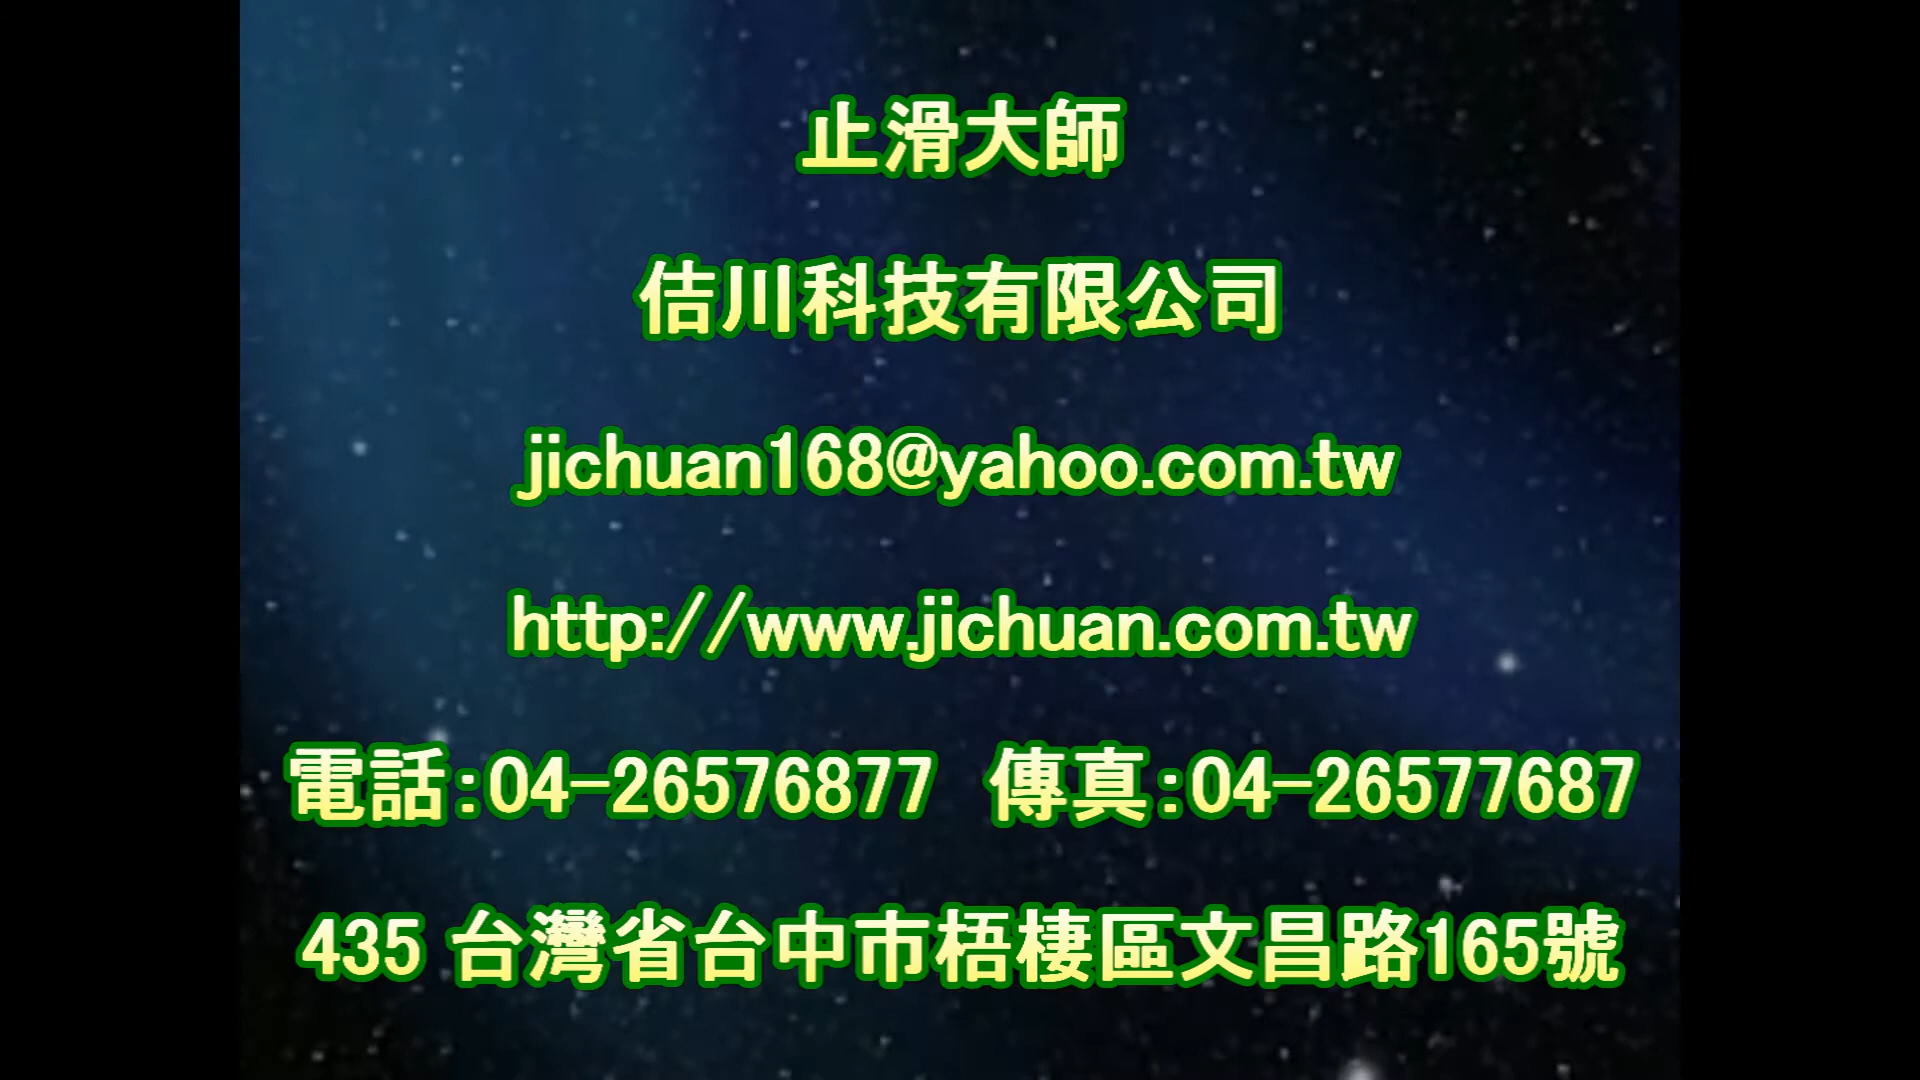 止滑大師
佶川科技有限公司
jichuan168@yahoo.com.tw
http://www.jichuan.com.tw
電話:04-26576877 傳真:04-26577687
435 台灣省台中市梧棲區文昌路165號